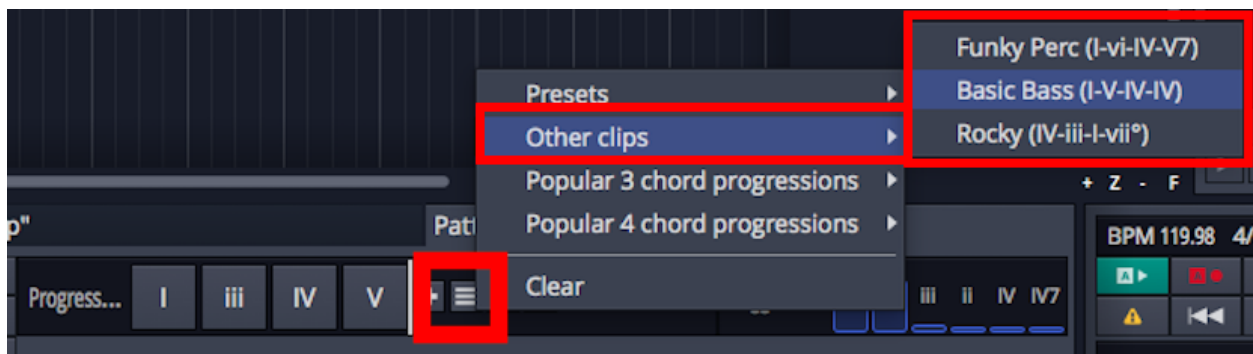 Funky Perc (I-vi-IV-V7)
Presets
Basic Bass (I-V-IV-IV)
Other clips
Rocky (IV-iii-I-vii°)
Popular 3 chord progressions
+ Z - F
p"
Popular 4 chord progressions
BPM 119.98 4/
Progress... I iii IV V
Clear
iii ii IV IV7